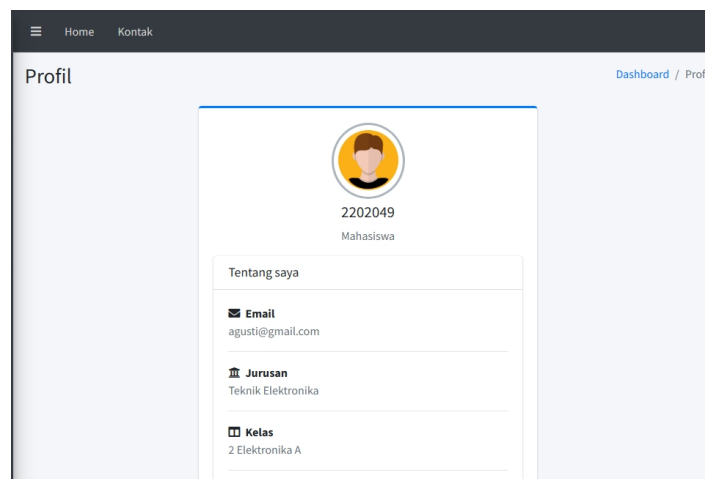 Home Kontak
Profil
Dashboard / Prof
2202049
Mahasiswa
Tentang saya
Email
agusti@gmail.com
Jurusan
Teknik Elektronika
Kelas
2 Elektronika A